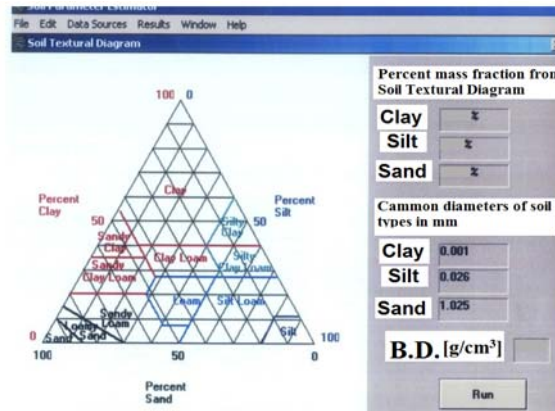 Soil Parameter Estimator
File Edit Data Sources Results Window Help
Soil Textural Diagram
100 0
Percent
Clay
Percent
Silt
Clay
50
50
Silty
Clay
Sandy
Clay
Clay Loam
Silty
Clay Loam
Sandy
Clay Loam
Loam
Silt Loam
Sandy
Loam
Loamy
Sand
Sand
Silt
0
100
100
50
0
Percent
Sand
Percent mass fraction from
Soil Textural Diagram
Clay %
Silt %
Sand %
Cammon diameters of soil
types in mm
Clay 0.001
Silt 0.026
Sand 1.025
B.D. [g/cm³]
Run